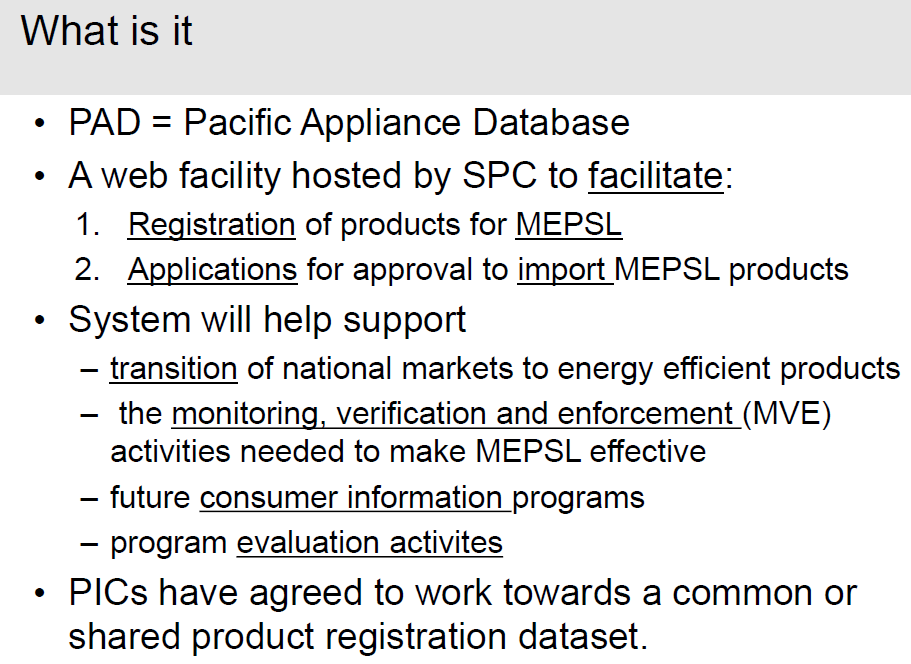 What is it
• PAD = Pacific Appliance Database
• A web facility hosted by SPC to facilitate:
1. Registration of products for MEPSL
2. Applications for approval to import MEPSL products
• System will help support
– transition of national markets to energy efficient products
– the monitoring, verification and enforcement (MVE)
activities needed to make MEPSL effective
– future consumer information programs
– program evaluation activites
• PICs have agreed to work towards a common or
shared product registration dataset.